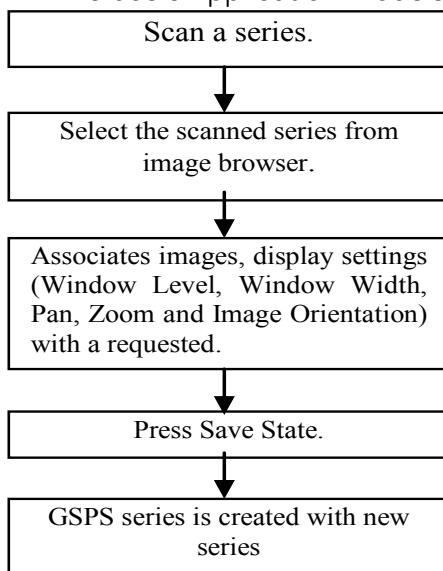 Scan a series.
Select the scanned series from
image browser.
Associates images, display settings
(Window Level, Window Width,
Pan, Zoom and Image Orientation)
with a requested.
Press Save State.
GSPS series is created with new
series